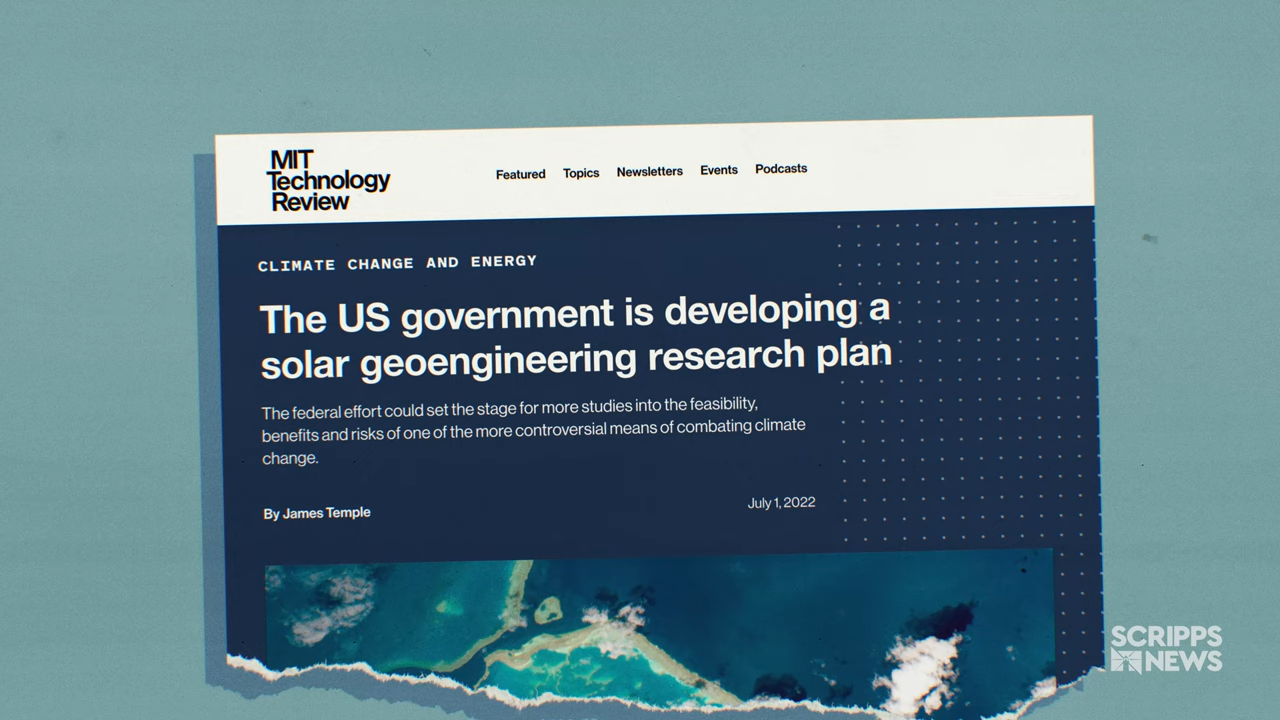 MIT
Technology
Review
Featured Topics Newsletters Events Podcasts
CLIMATE CHANGE AND ENERGY
The US government is developing a
solar geoengineering research plan
The federal effort could set the stage for more studies into the feasibility,
benefits and risks of one of the more controversial means of combating climate
change.
By James Temple
July 1, 2022
SCRIPPS
NEWS